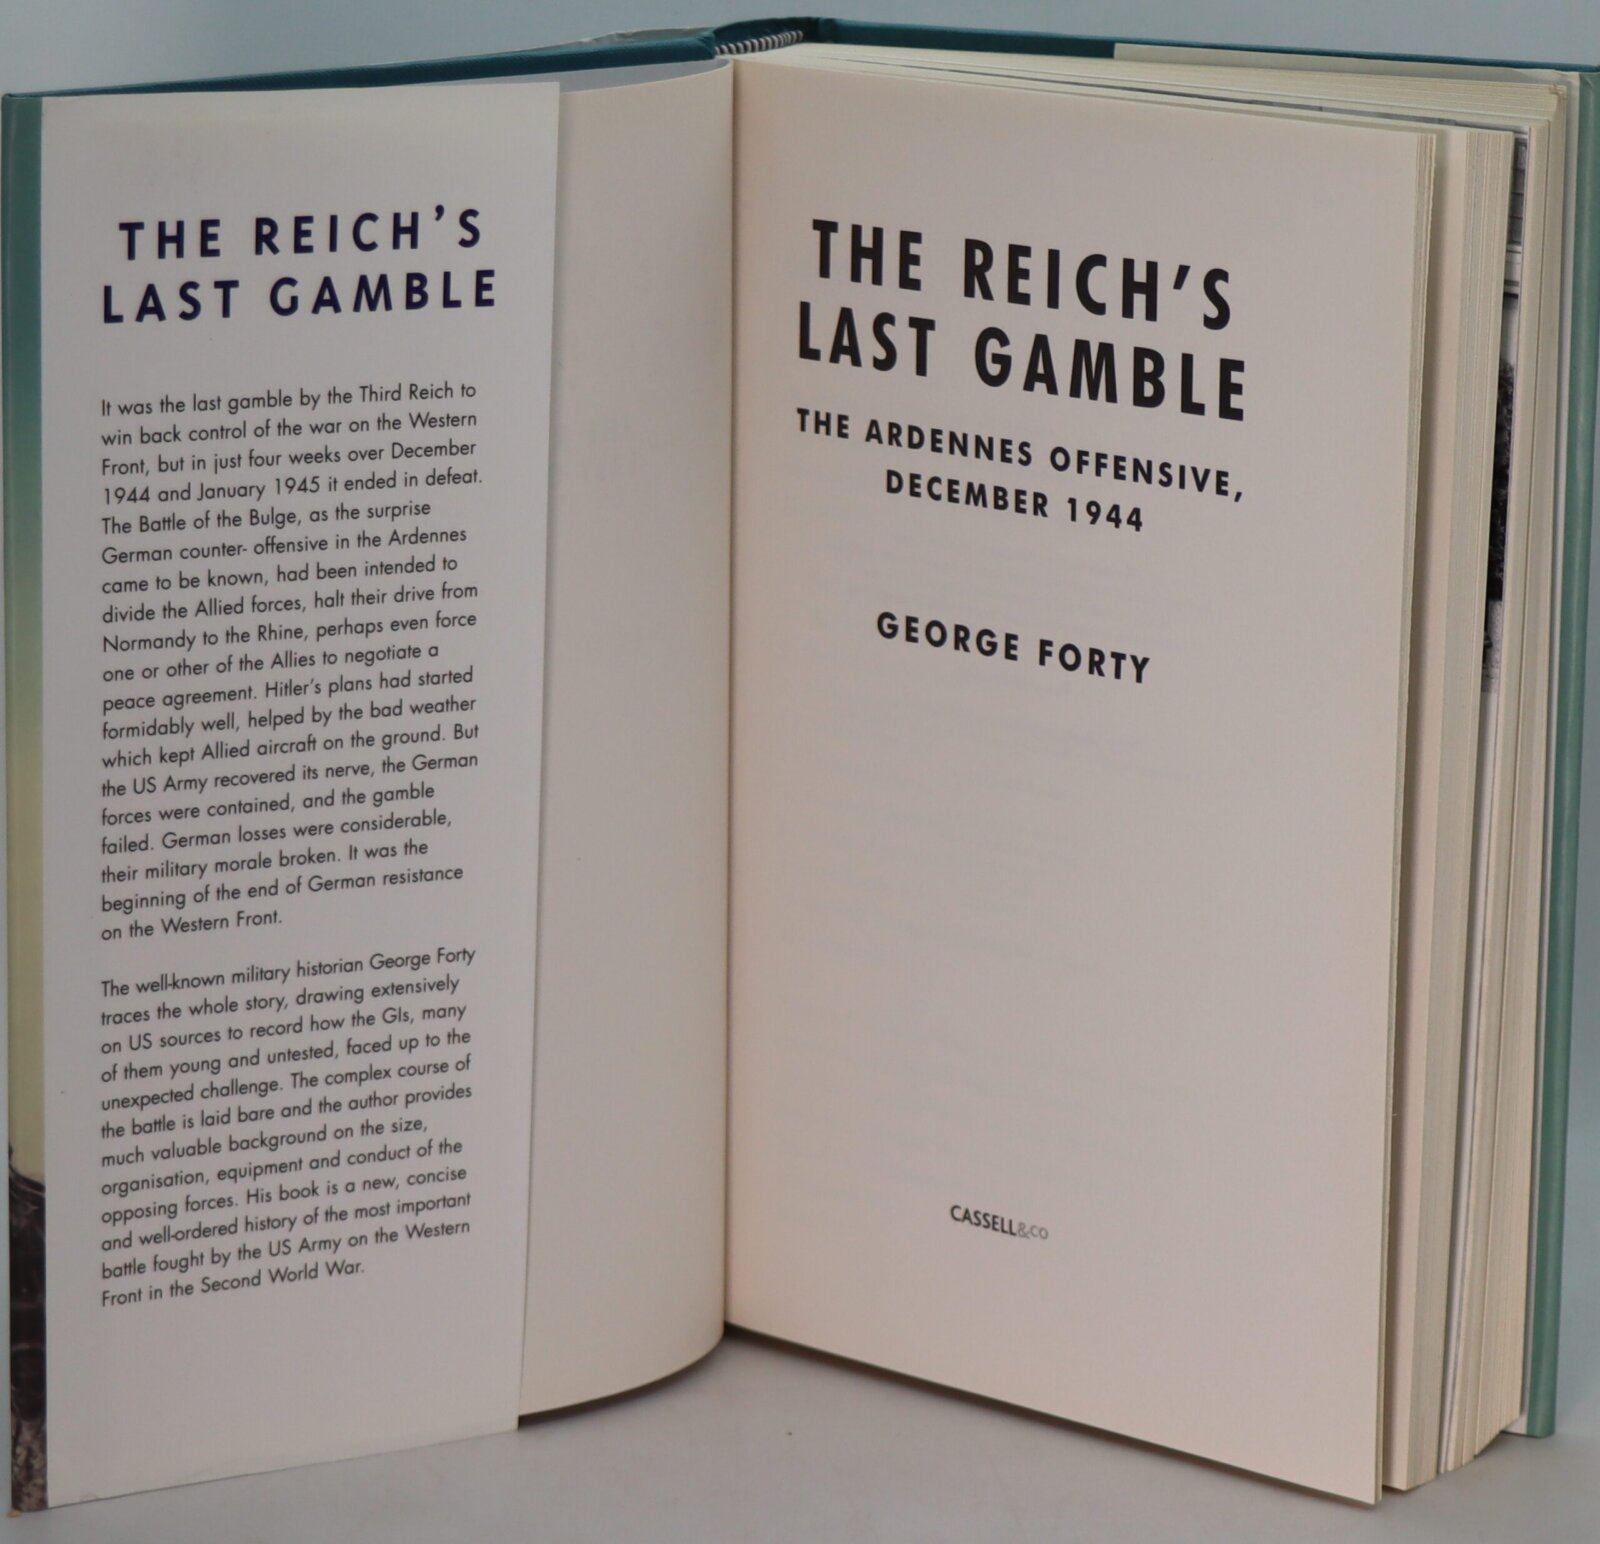 THE REICH'S
LAST GAMBLE
It was the last gamble by the Third Reich to
win back control of the war on the Western
Front, but in just four weeks over December
1944 and January 1945 it ended in defeat.
The Battle of the Bulge, as the surprise
German counter- offensive in the Ardennes
came to be known, had been intended to
divide the Allied forces, halt their drive from
Normandy to the Rhine, perhaps even force
one or other of the Allies to negotiate a
peace agreement. Hitler's plans had started
formidably well, helped by the bad weather
which kept Allied aircraft on the ground. But
the US Army recovered its nerve, the German
forces were contained, and the gamble
failed. German losses were considerable,
their military morale broken. It was the
beginning of the end of German resistance
on the Western Front.
The well-known military historian George Forty
traces the whole story, drawing extensively
on US sources to record how the GIs, many
of them young and untested, faced up to the
unexpected challenge. The complex course of
the battle is laid bare and the author provides
much valuable background on the size,
organisation, equipment and conduct of the
opposing forces. His book is a new, concise
and well-ordered history of the most important
battle fought by the US Army on the Western
Front in the Second World War.
THE REICH'S
LAST GAMBLE
THE ARDENNES OFFENSIVE,
DECEMBER 1944
GEORGE FORTY
CASSELL&CO